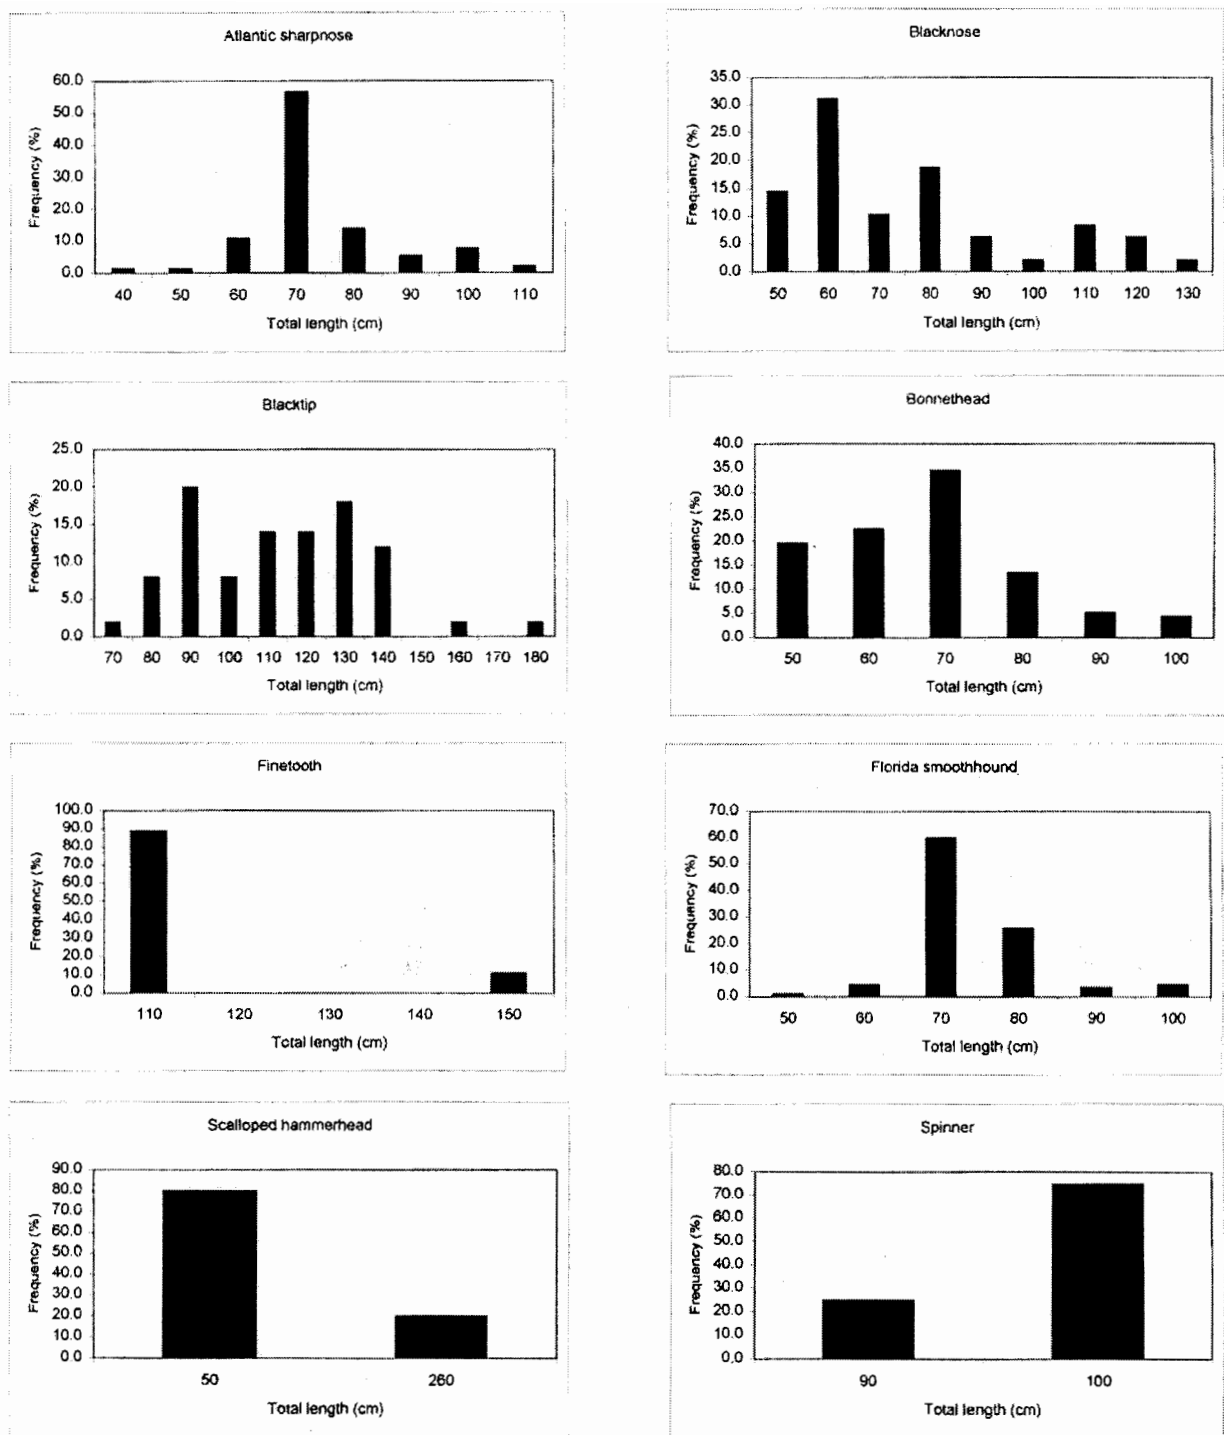 Atlantic sharpnose
Frequency (%)
60.0
50.0
40.0
30.0
20.0
10.0
0.0
40 50 60 70 80 90 100 110
Total length (cm)
Blacknose
Frequency (%)
35.0
30.0
25.0
20.0
15.0
10.0
5.0
0.0
50 60 70 80 90 100 110 120 130
Total length (cm)
Blacktip
Frequency (%)
25.0
20.0
15.0
10.0
5.0
0.0
70 80 90 100 110 120 130 140 150 160 170 180
Total length (cm)
Bonnethead
Frequency (%)
40.0
35.0
30.0
25.0
20.0
15.0
10.0
5.0
0.0
50 60 70 80 90 100
Total length (cm)
Finetooth
Frequency (%)
100.0
90.0
80.0
70.0
60.0
50.0
40.0
30.0
20.0
10.0
0.0
110 120 130 140 150
Total length (cm)
Florida smoothhound
Frequency (%)
70.0
60.0
50.0
40.0
30.0
20.0
10.0
0.0
50 60 70 80 90 100
Total length (cm)
Scalloped hammerhead
Frequency (%)
90.0
80.0
70.0
60.0
50.0
40.0
30.0
20.0
10.0
0.0
50 260
Total length (cm)
Spinner
Frequency (%)
80.0
70.0
60.0
50.0
40.0
30.0
20.0
10.0
0.0
90 100
Total length (cm)